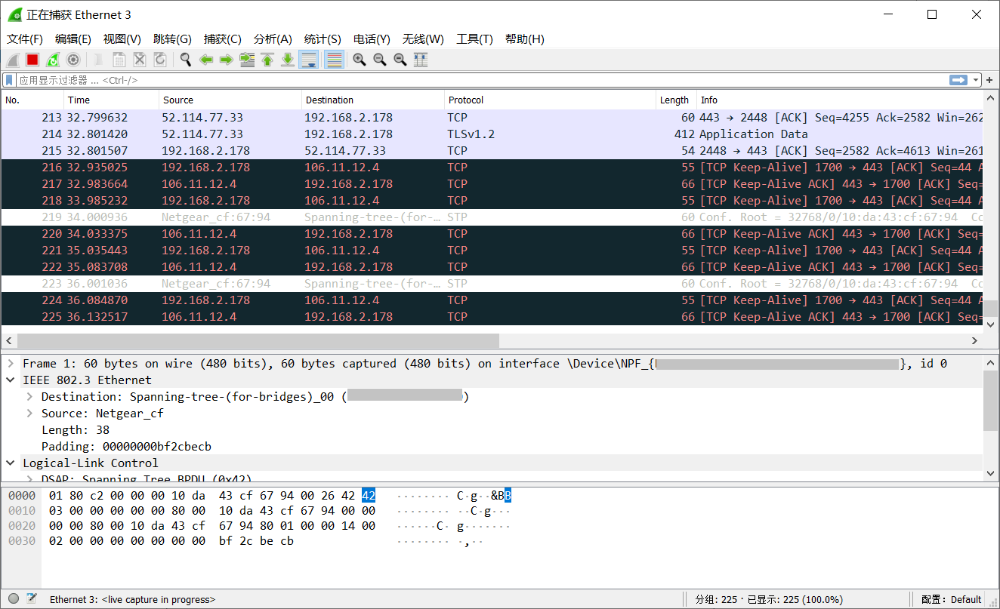 正在捕获 Ethernet 3
文件(F) 编辑(E) 视图(V) 跳转(G) 捕获(C) 分析(A) 统计(S) 电话(Y) 无线(W) 工具(T) 帮助(H)
应用显示过滤器 … <Ctrl-/>
No. Time Source Destination Protocol Length Info
213 32.799632 52.114.77.33 192.168.2.178 TCP 60 443 → 2448 [ACK] Seq=4255 Ack=2582 Win=262
214 32.801420 52.114.77.33 192.168.2.178 TLSv1.2 412 Application Data
215 32.801507 192.168.2.178 52.114.77.33 TCP 54 2448 → 443 [ACK] Seq=2582 Ack=4613 Win=261
216 32.935025 192.168.2.178 106.11.12.4 TCP 55 [TCP Keep-Alive] 1700 → 443 [ACK] Seq=44 A
217 32.983664 106.11.12.4 192.168.2.178 TCP 66 [TCP Keep-Alive ACK] 443 → 1700 [ACK] Seq=
218 33.985232 192.168.2.178 106.11.12.4 TCP 55 [TCP Keep-Alive] 1700 → 443 [ACK] Seq=44 A
219 34.000936 Netgear_cf:67:94 Spanning-tree-(for-… STP 60 Conf. Root = 32768/0/10:da:43:cf:67:94 Co
220 34.033375 106.11.12.4 192.168.2.178 TCP 66 [TCP Keep-Alive ACK] 443 → 1700 [ACK] Seq=
221 35.035443 192.168.2.178 106.11.12.4 TCP 55 [TCP Keep-Alive] 1700 → 443 [ACK] Seq=44 A
222 35.083708 106.11.12.4 192.168.2.178 TCP 66 [TCP Keep-Alive ACK] 443 → 1700 [ACK] Seq=
223 36.001036 Netgear_cf:67:94 Spanning-tree-(for-… STP 60 Conf. Root = 32768/0/10:da:43:cf:67:94 Co
224 36.084870 192.168.2.178 106.11.12.4 TCP 55 [TCP Keep-Alive] 1700 → 443 [ACK] Seq=44 A
225 36.132517 106.11.12.4 192.168.2.178 TCP 66 [TCP Keep-Alive ACK] 443 → 1700 [ACK] Seq=
Frame 1: 60 bytes on wire (480 bits), 60 bytes captured (480 bits) on interface \Device\NPF_{ }, id 0
IEEE 802.3 Ethernet
Destination: Spanning-tree-(for-bridges)_00 ( )
Source: Netgear_cf
Length: 38
Padding: 00000000bf2cbecb
Logical-Link Control
DSAP: Spanning Tree BPDU (0x42)
0000 01 80 c2 00 00 00 10 da 43 cf 67 94 00 26 42 42 ········ C·g··&BB
0010 03 00 00 00 00 00 80 00 10 da 43 cf 67 94 00 00 ········ ··C·g···
0020 00 00 80 00 10 da 43 cf 67 94 80 01 00 00 14 00 ······C· g·······
0030 02 00 00 00 00 00 00 00 bf 2c be cb ········ ·,··
Ethernet 3: <live capture in progress> 分组: 225 · 已显示: 225 (100.0%) 配置: Default